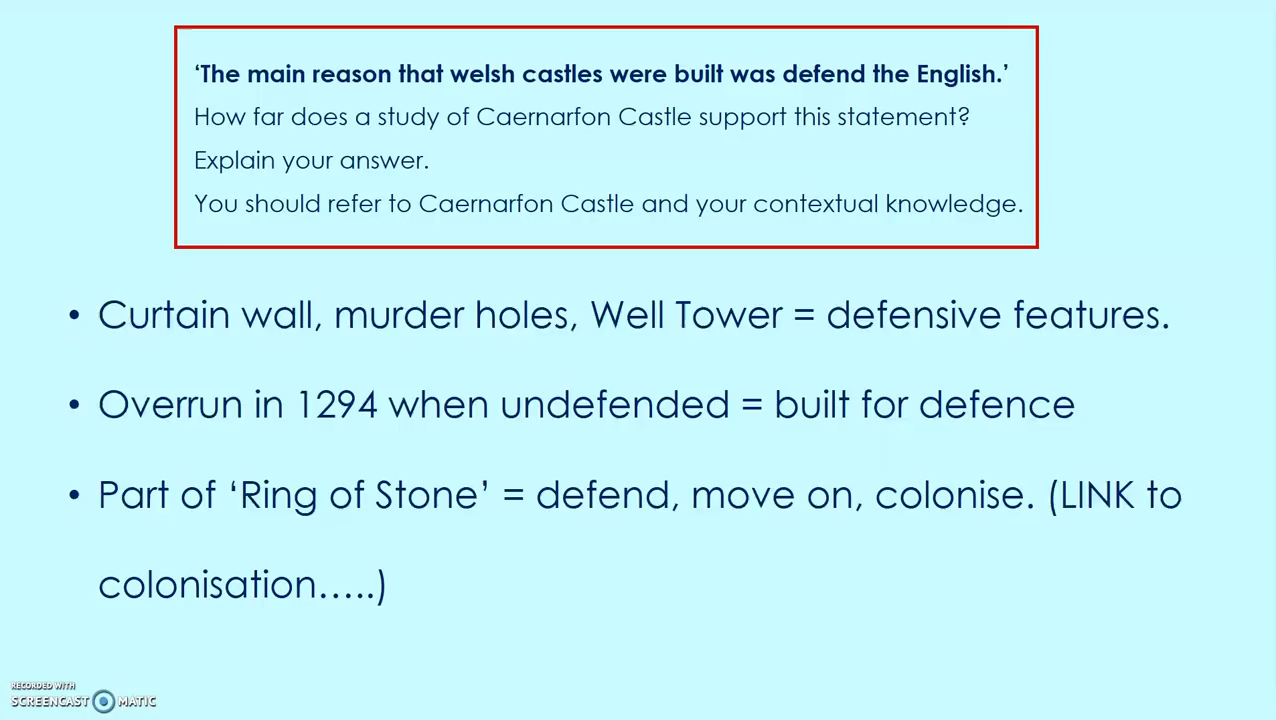 ‘The main reason that welsh castles were built was defend the English.’
How far does a study of Caernarfon Castle support this statement?
Explain your answer.
You should refer to Caernarfon Castle and your contextual knowledge.
• Curtain wall, murder holes, Well Tower = defensive features.
• Overrun in 1294 when undefended = built for defence
• Part of ‘Ring of Stone’ = defend, move on, colonise. (LINK to
colonisation…..)
RECORDED WITH
SCREENCAST MATIC